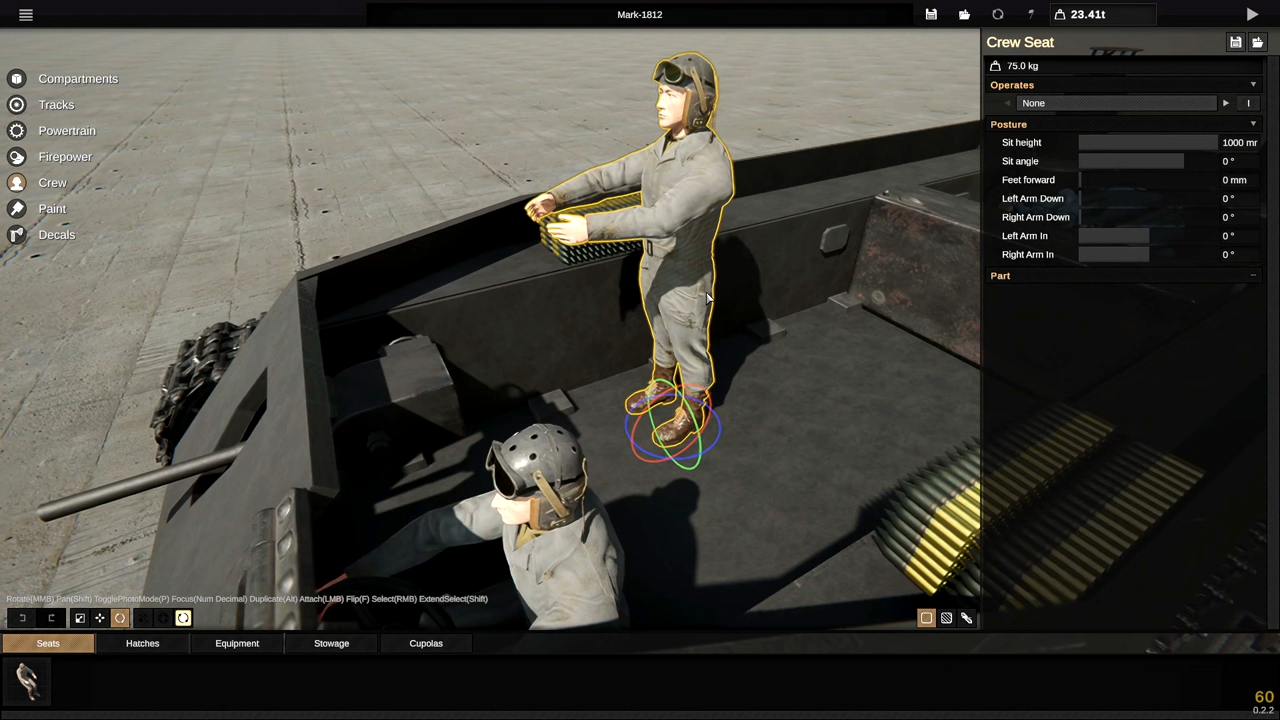 Mark-1812
23.41t
Compartments
Tracks
Powertrain
Firepower
Crew
Paint
Decals
Crew Seat
75.0 kg
Operates
None
I
Posture
Sit height 1000 mr
Sit angle 0 °
Feet forward 0 mm
Left Arm Down 0 °
Right Arm Down 0 °
Left Arm In 0 °
Right Arm In 0 °
Part
Rotate(MMB) Pan(Shift) TogglePhotoMode(P) Focus(Num Decimal) Duplicate(Alt) Attach(LMB) Flip(F) Select(RMB) ExtendSelect(Shift)
Seats Hatches Equipment Stowage Cupolas
60
0.2.2